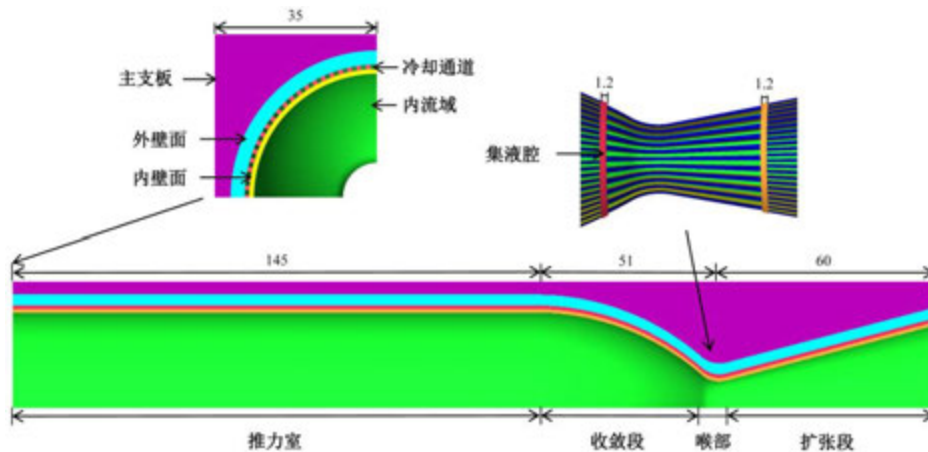 35
主支板
冷却通道
内流域
外壁面
内壁面
1.2
1.2
集液腔
145
51
60
推力室
收敛段
喉部
扩张段